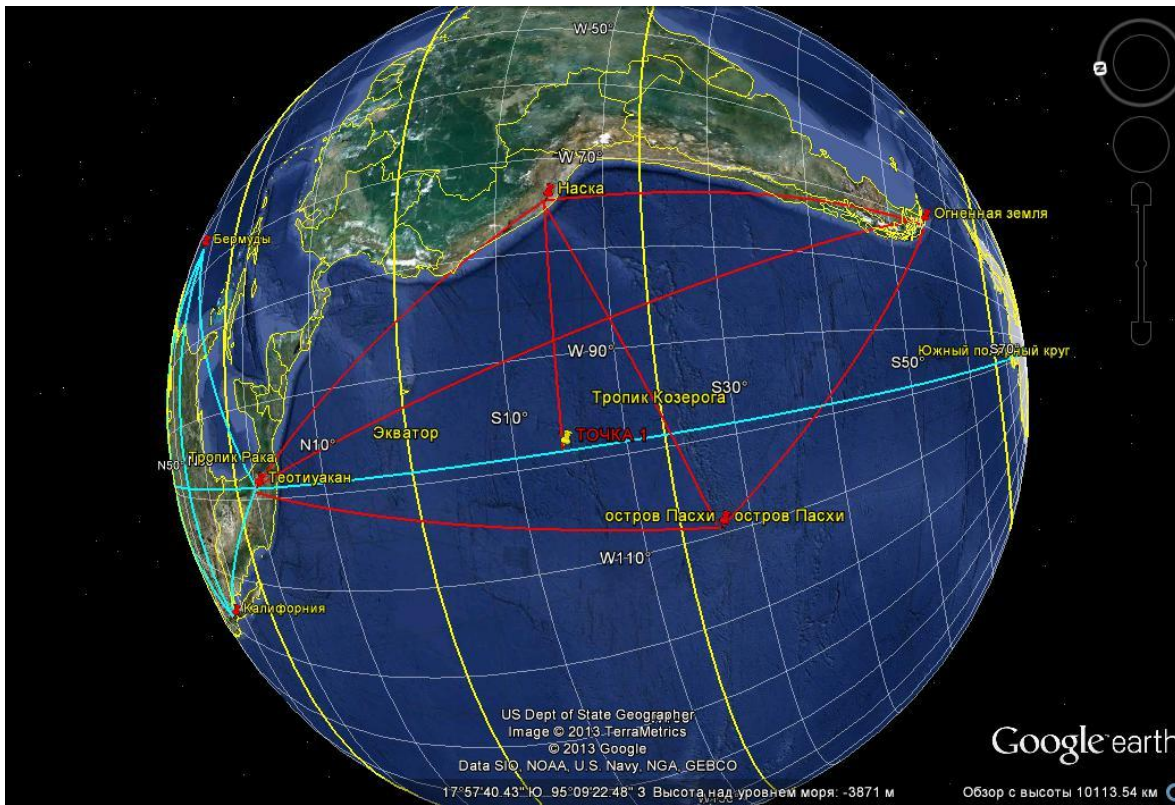 W 50°
W 70°
Наска
Огненная земля
Бермуды
W 90°
Южный полярный круг
S70
S50°
S30°
Тропик Козерога
S10°
ТОЧКА 1
Экватор
N10°
Тропик Рака
N50°
Теотиуакан
остров Пасхи
остров Пасхи
W110°
Калифорния
US Dept of State Geographer
Image © 2013 TerraMetrics
© 2013 Google
Data SIO, NOAA, U.S. Navy, NGA, GEBCO
Google earth
17°57'40.43" Ю 95°09'22.48" З Высота над уровнем моря: -3871 м
Обзор с высоты 10113.54 км